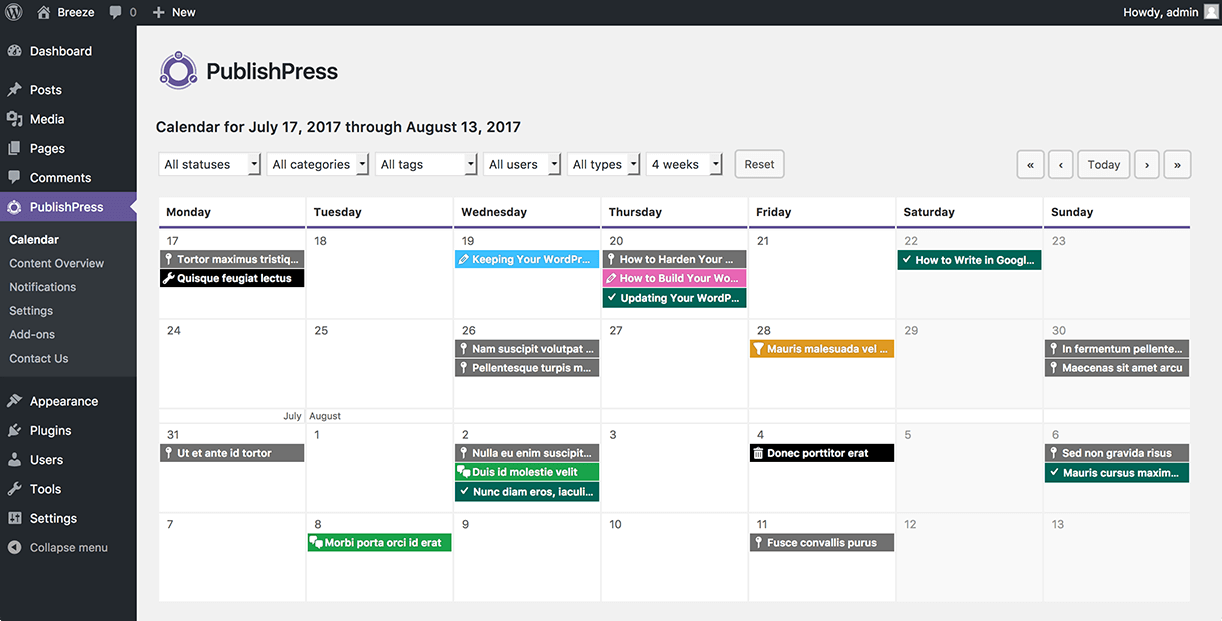 Breeze 0 New Howdy, admin
Dashboard
Posts
Media
Pages
Comments
PublishPress
Calendar
Content Overview
Notifications
Settings
Add-ons
Contact Us
Appearance
Plugins
Users
Tools
Settings
Collapse menu
PublishPress
Calendar for July 17, 2017 through August 13, 2017
All statuses All categories All tags All users All types 4 weeks Reset « ‹ Today › »
Monday Tuesday Wednesday Thursday Friday Saturday Sunday
17 18 19 20 21 22 23
Tortor maximus tristiq... Keeping Your WordPr... How to Harden Your ... How to Write in Googl...
Quisque feugiat lectus How to Build Your Wo...
Updating Your WordP...
24 25 26 27 28 29 30
Nam suscipit volutpat ... Mauris malesuada vel ... In fermentum pellente...
Pellentesque turpis m... Maecenas sit amet arcu
July August
31 1 2 3 4 5 6
Ut et ante id tortor Nulla eu enim suscipit... Donec porttitor erat Sed non gravida risus
Duis id molestie velit Mauris cursus maxim...
Nunc diam eros, iaculi...
7 8 9 10 11 12 13
Morbi porta orci id erat Fusce convallis purus